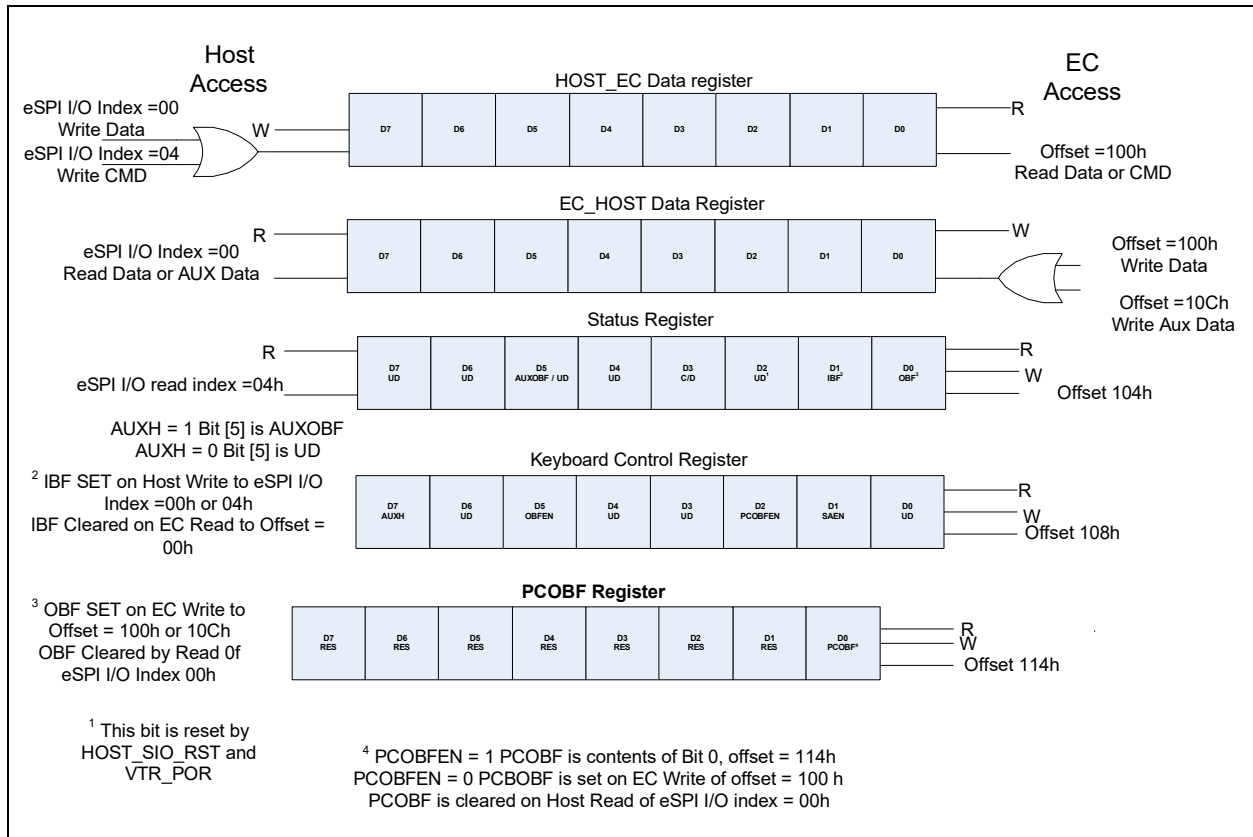 Host
Access
EC
Access
HOST_EC Data register
eSPI I/O Index =00
Write Data
eSPI I/O Index =04
Write CMD
W
D7 D6 D5 D4 D3 D2 D1 D0
R
Offset =100h
Read Data or CMD
EC_HOST Data Register
R
eSPI I/O Index =00
Read Data or AUX Data
D7 D6 D5 D4 D3 D2 D1 D0
W
Offset =100h
Write Data
Offset =10Ch
Write Aux Data
Status Register
R
eSPI I/O read index =04h
D7 D6 D5 D4 D3 D2 D1 D0
UD UD AUXOBF / UD UD C/D UD1 IBF2 OBF3
R
W
Offset 104h
AUXH = 1 Bit [5] is AUXOBF
AUXH = 0 Bit [5] is UD
Keyboard Control Register
2 IBF SET on Host Write to eSPI I/O
Index =00h or 04h
IBF Cleared on EC Read to Offset =
00h
D7 D6 D5 D4 D3 D2 D1 D0
AUXH UD OBFEN UD UD PCOBFEN SAEN UD
R
W
Offset 108h
PCOBF Register
3 OBF SET on EC Write to
Offset = 100h or 10Ch
OBF Cleared by Read 0f
eSPI I/O Index 00h
D7 D6 D5 D4 D3 D2 D1 D0
RES RES RES RES RES RES RES PCOBF4
R
W
Offset 114h
.
1 This bit is reset by
HOST_SIO_RST and
VTR_POR
4 PCOBFEN = 1 PCOBF is contents of Bit 0, offset = 114h
PCOBFEN = 0 PCBOBF is set on EC Write of offset = 100 h
PCOBF is cleared on Host Read of eSPI I/O index = 00h